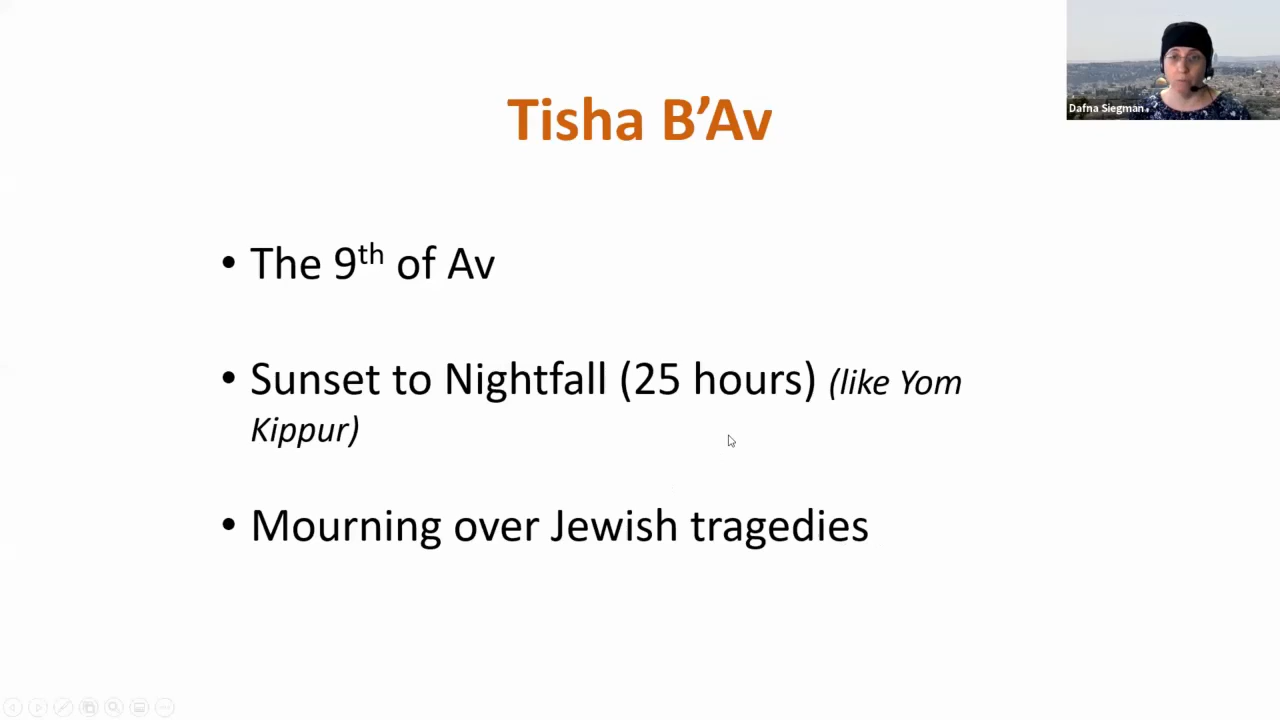 Dafna Siegman
Tisha B’Av
• The 9th of Av
• Sunset to Nightfall (25 hours) (like Yom
Kippur)
• Mourning over Jewish tragedies